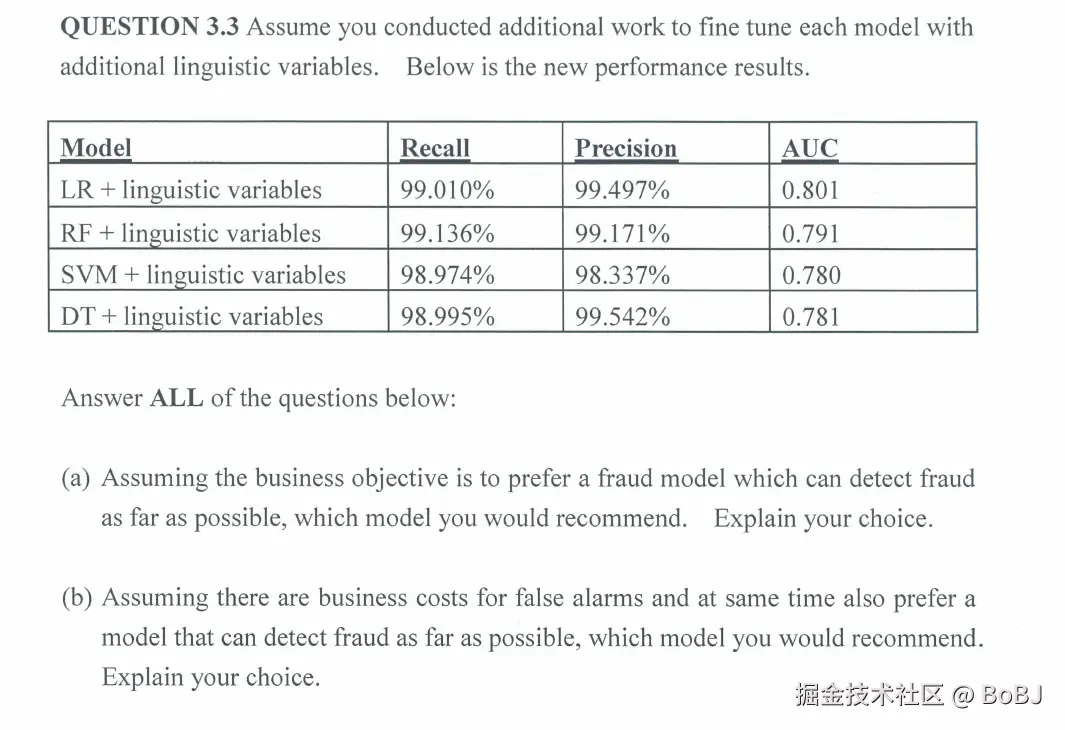 QUESTION 3.3 Assume you conducted additional work to fine tune each model with
additional linguistic variables. Below is the new performance results.
Model Recall Precision AUC
LR + linguistic variables 99.010% 99.497% 0.801
RF + linguistic variables 99.136% 99.171% 0.791
SVM + linguistic variables 98.974% 98.337% 0.780
DT + linguistic variables 98.995% 99.542% 0.781
Answer ALL of the questions below:
(a) Assuming the business objective is to prefer a fraud model which can detect fraud
as far as possible, which model you would recommend. Explain your choice.
(b) Assuming there are business costs for false alarms and at same time also prefer a
model that can detect fraud as far as possible, which model you would recommend.
Explain your choice.
掘金技术社区 @ BoBJ